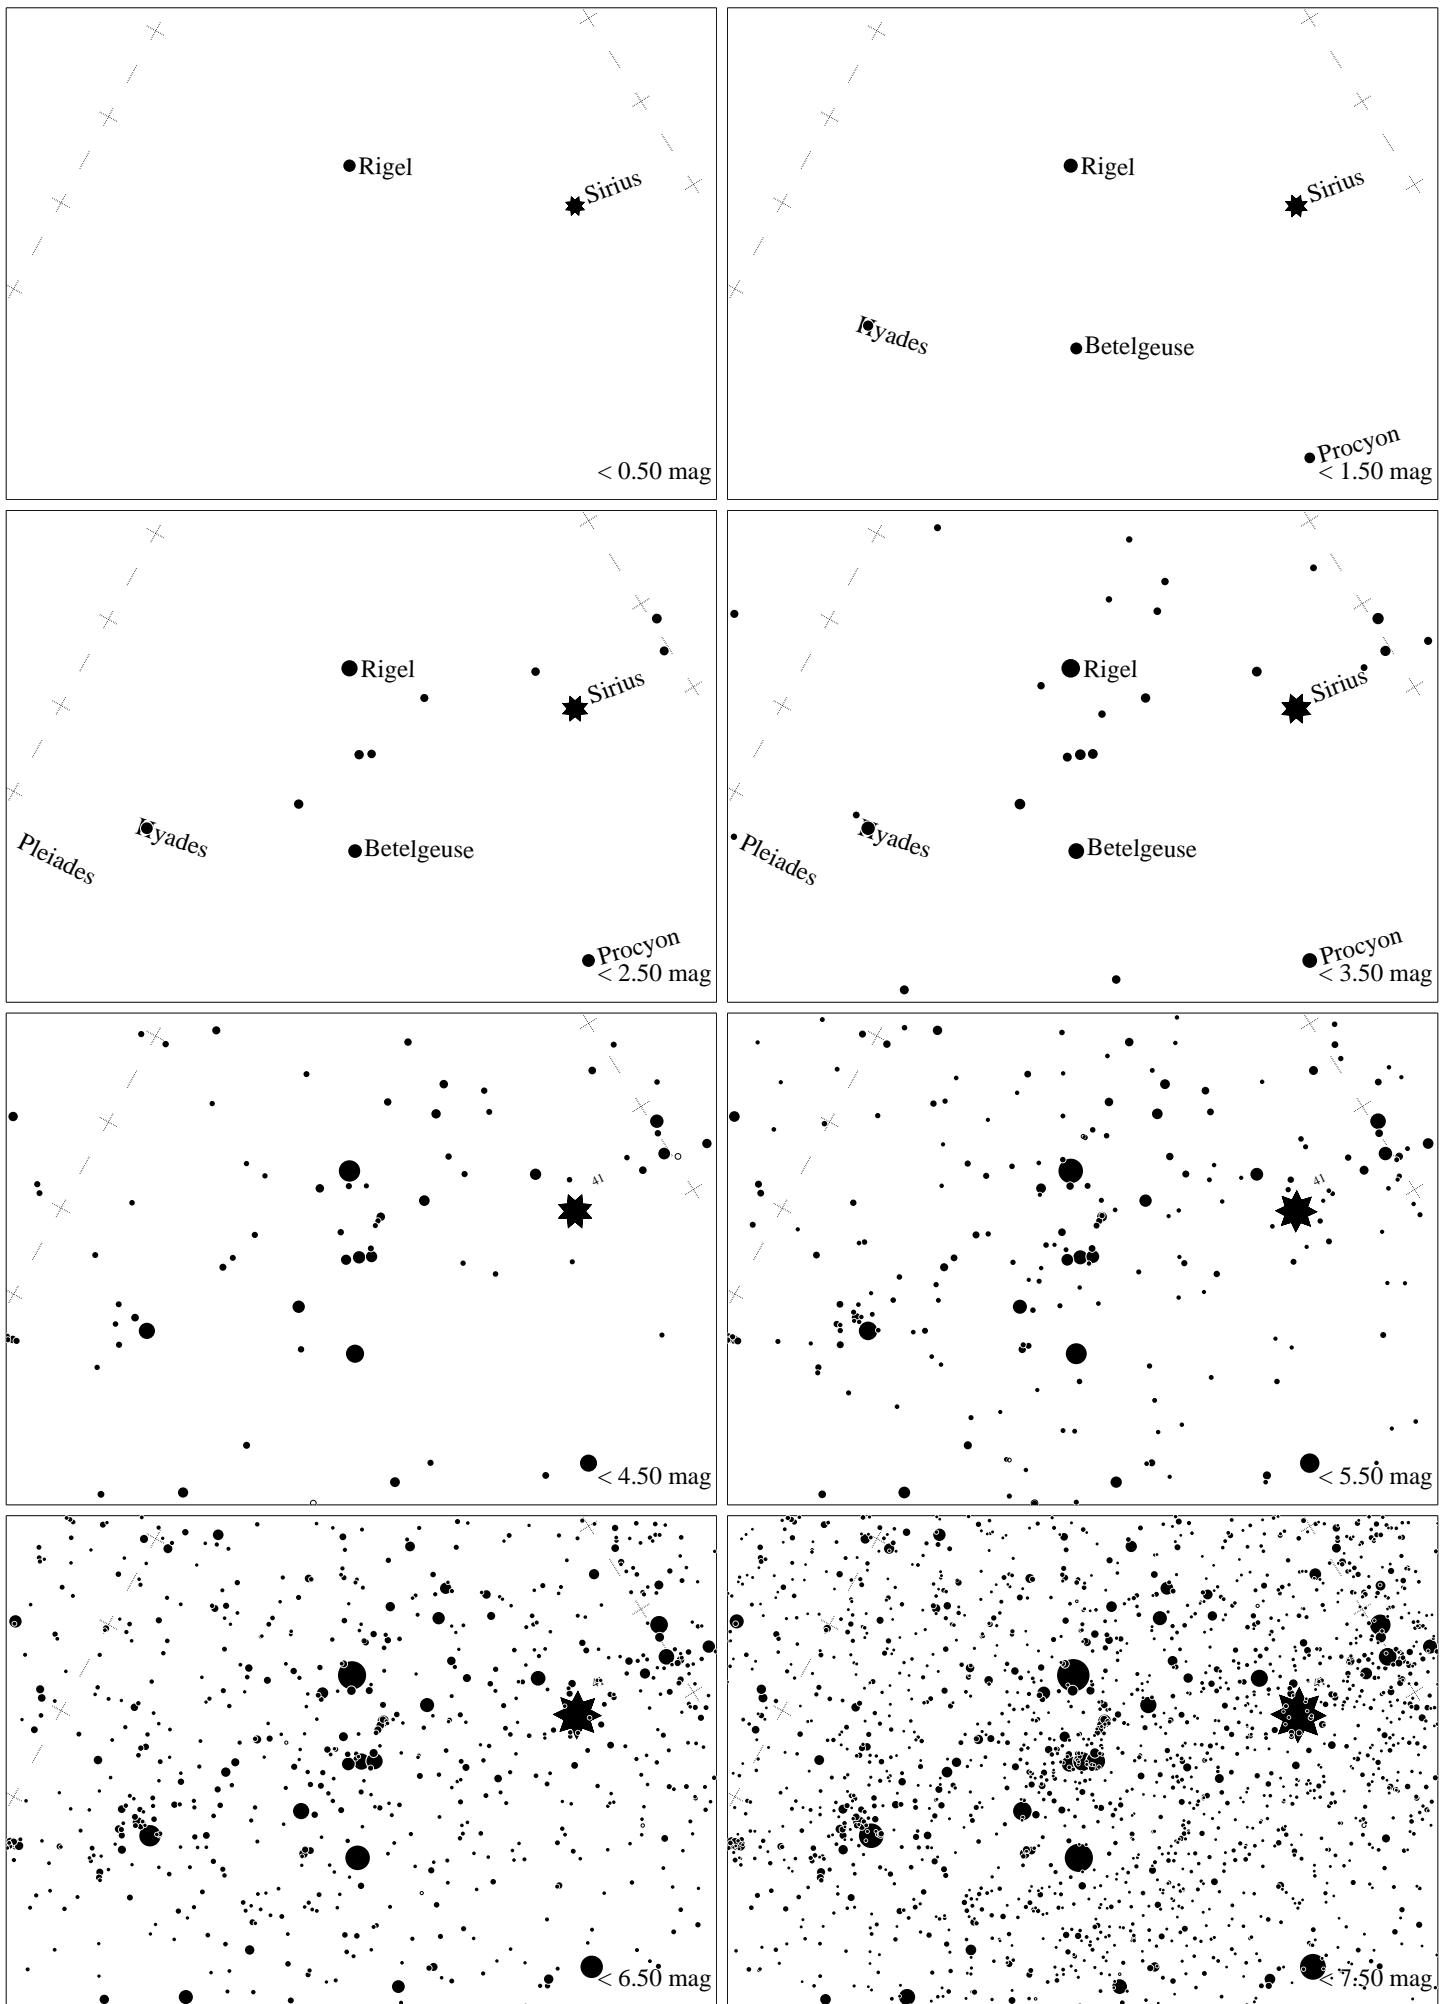 Rigel
Sirius
< 0.50 mag
Rigel
Sirius
Hyades
Betelgeuse
Procyon
< 1.50 mag
Rigel
Sirius
Hyades
Pleiades
Betelgeuse
Procyon
< 2.50 mag
Rigel
Sirius
Hyades
Pleiades
Betelgeuse
Procyon
< 3.50 mag
41
< 4.50 mag
41
< 5.50 mag
< 6.50 mag
< 7.50 mag